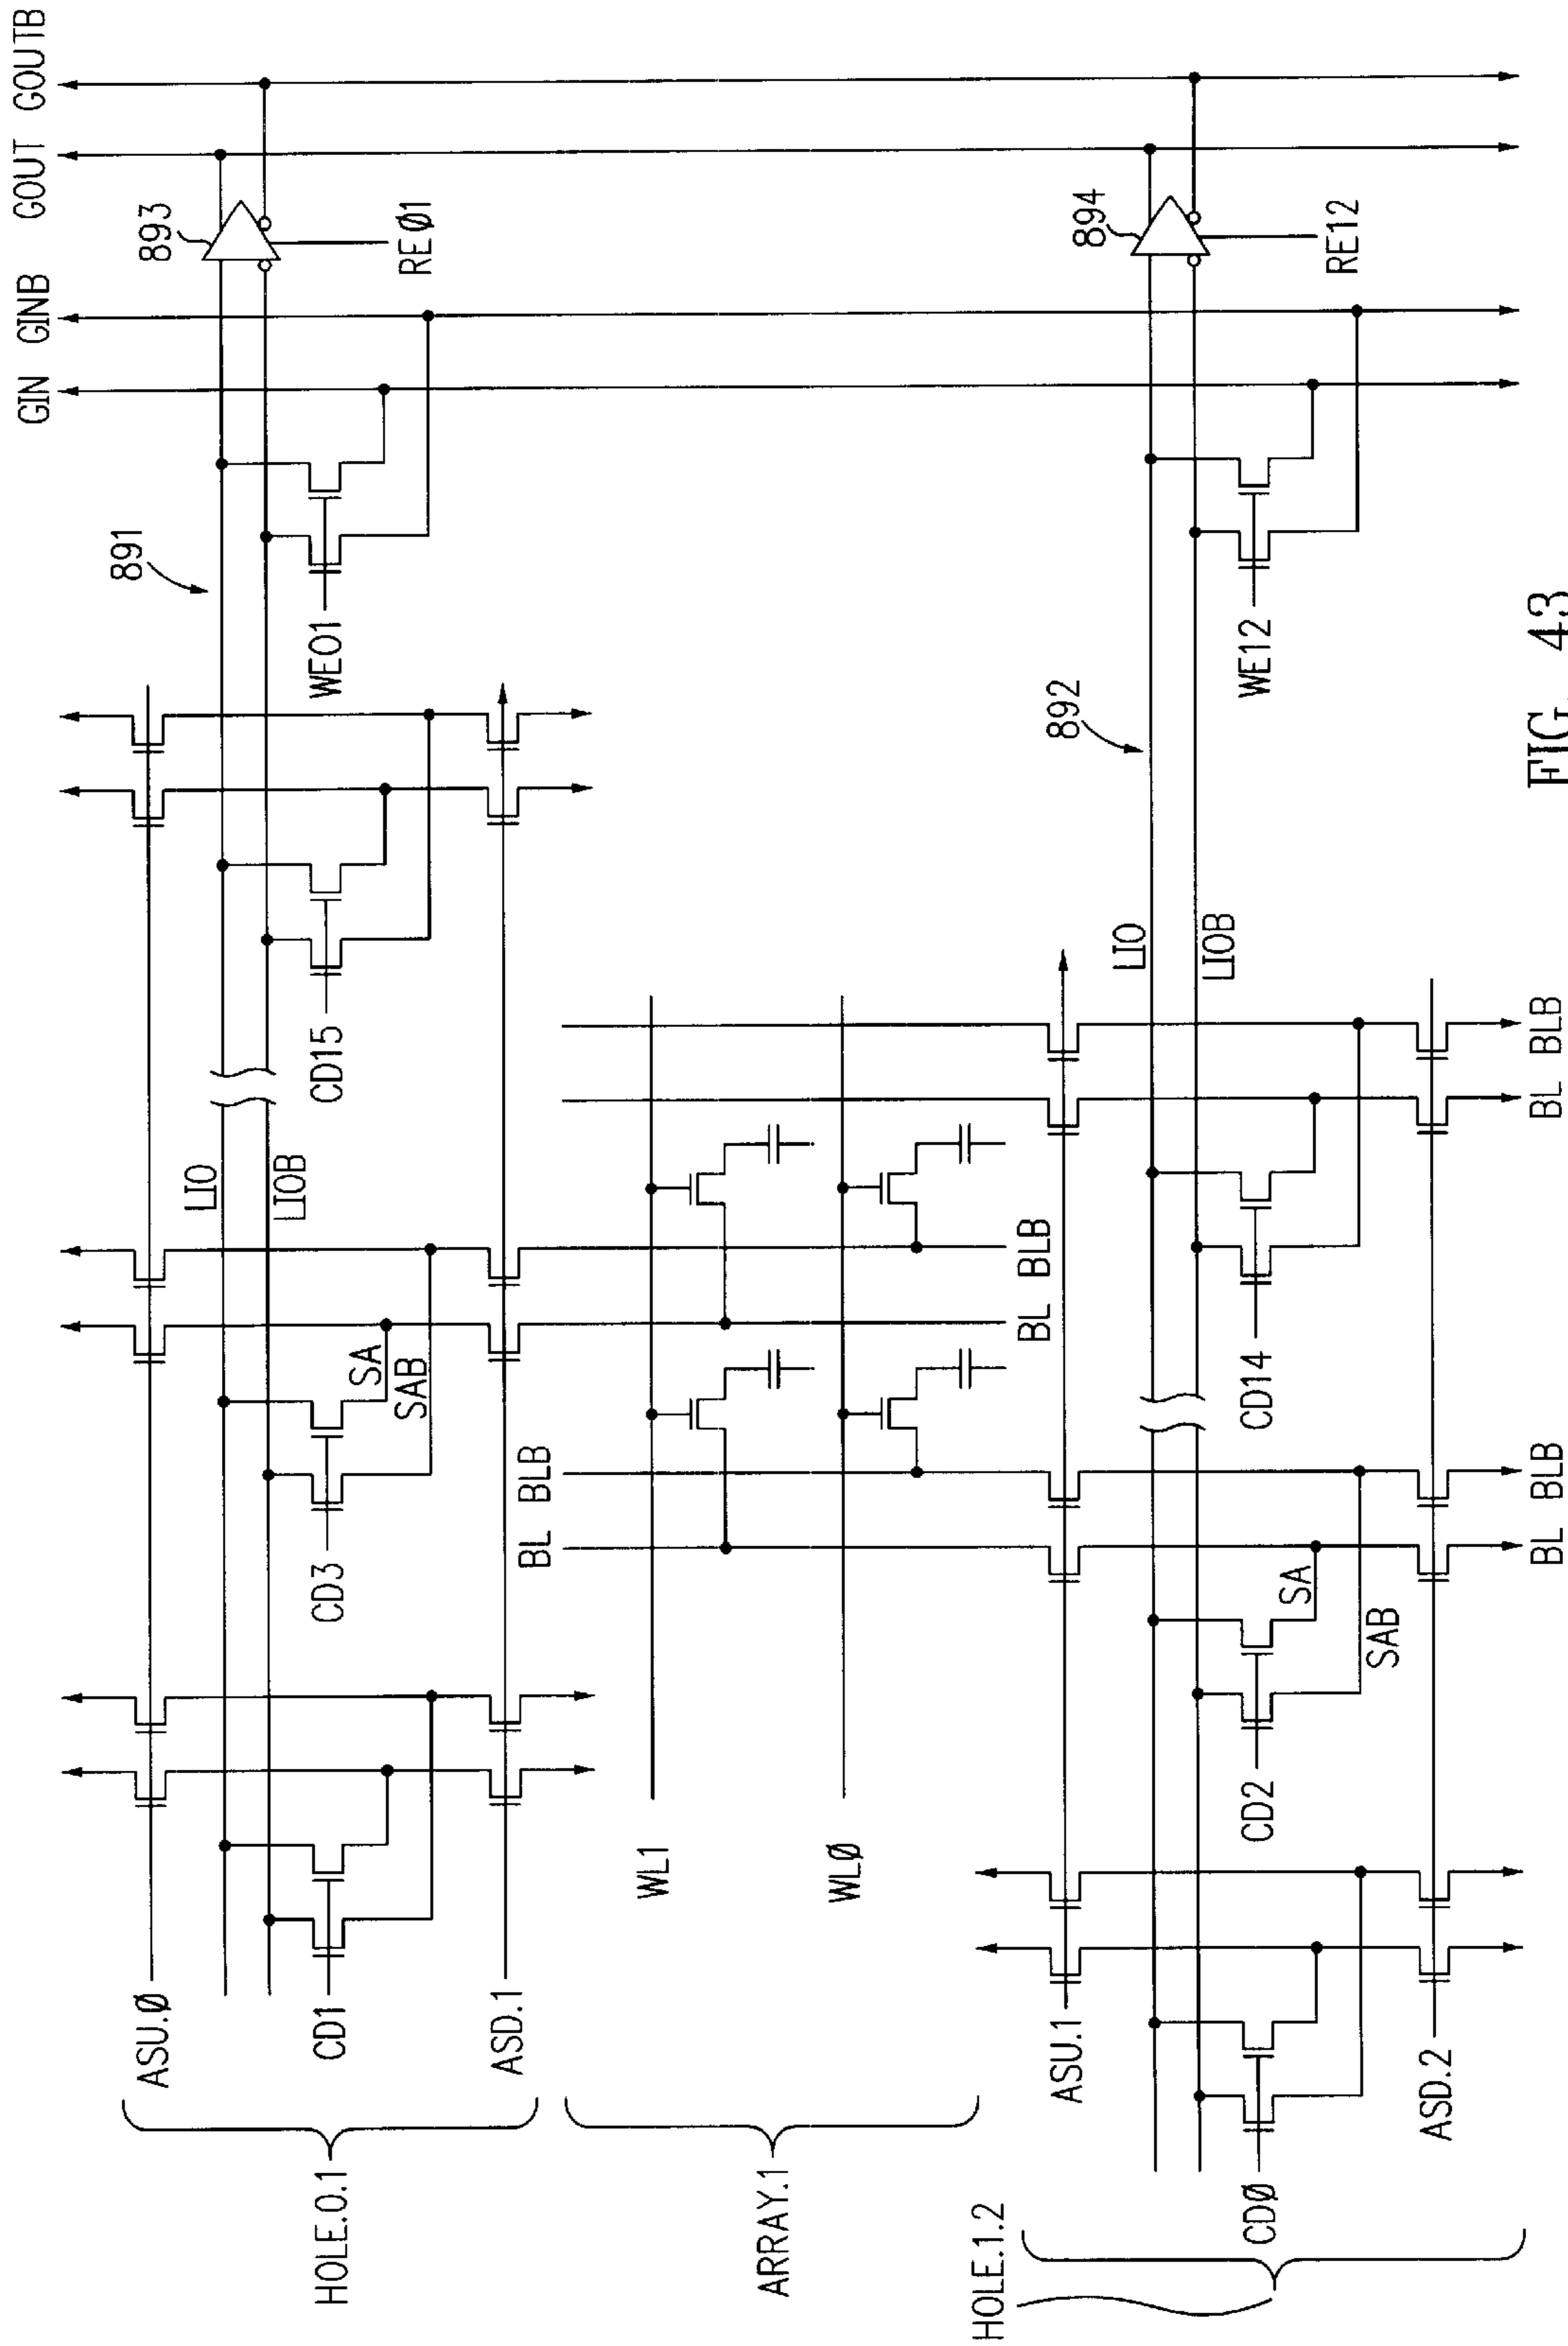 GIN GINB GOUT GOUTB
893
REØ1
891
WE01
ASU.Ø
LIO
LIOB
SA
SAB
CD1
CD3
CD15
ASD.1
HOLE.0.1
BL BLB
WL1
WLØ
ARRAY.1
BL BLB
ASU.1
LIO
LIOB
892
894
RE12
WE12
SA
SAB
CDØ
CD2
CD14
ASD.2
HOLE.1.2
BL BLB
BL BLB
FIG. 43